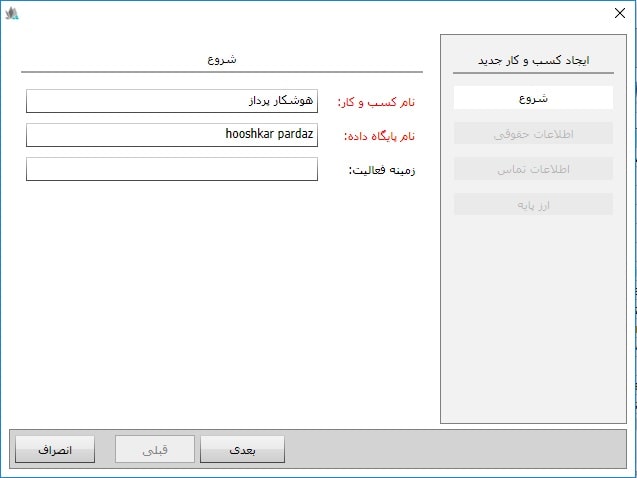 ایجاد کسب و کار جدید
شروع
اطلاعات حقوقی
اطلاعات تماس
ارز پایه
شروع
نام کسب و کار: هوشکار پرداز
نام پایگاه داده: hooshkar pardaz
زمینه فعالیت:
بعدی قبلی انصراف